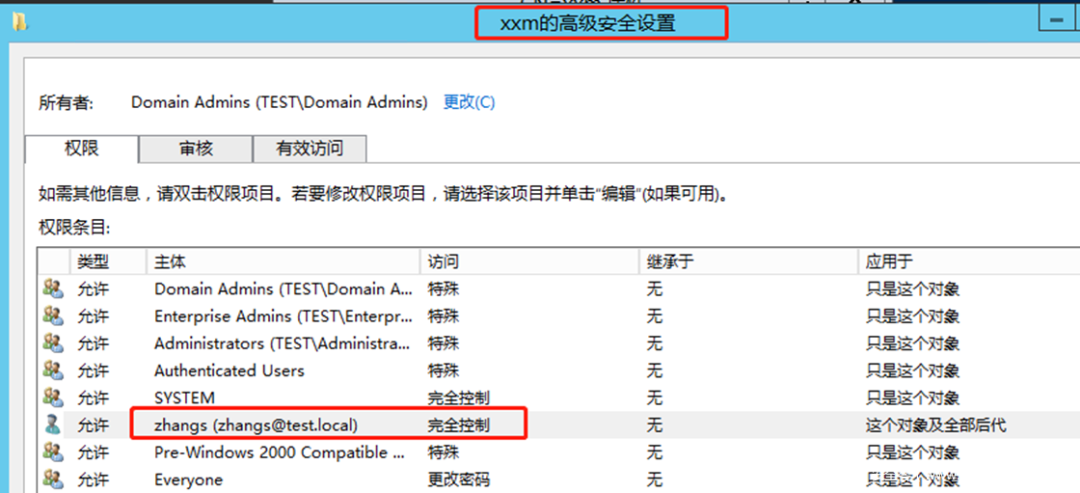 xxm的高级安全设置
所有者: Domain Admins (TEST\Domain Admins) 更改(C)
权限 审核 有效访问
如需其他信息，请双击权限项目。若要修改权限项目，请选择该项目并单击“编辑”(如果可用)。
权限条目:
类型 主体 访问 继承于 应用于
允许 Domain Admins (TEST\Domain A... 特殊 无 只是这个对象
允许 Enterprise Admins (TEST\Enterpr... 特殊 无 只是这个对象
允许 Administrators (TEST\Administra... 特殊 无 只是这个对象
允许 Authenticated Users 特殊 无 只是这个对象
允许 SYSTEM 完全控制 无 只是这个对象
允许 zhangs (zhangs@test.local) 完全控制 无 这个对象及全部后代
允许 Pre-Windows 2000 Compatible ... 特殊 无 只是这个对象
允许 Everyone 更改密码 无 只是这个对象